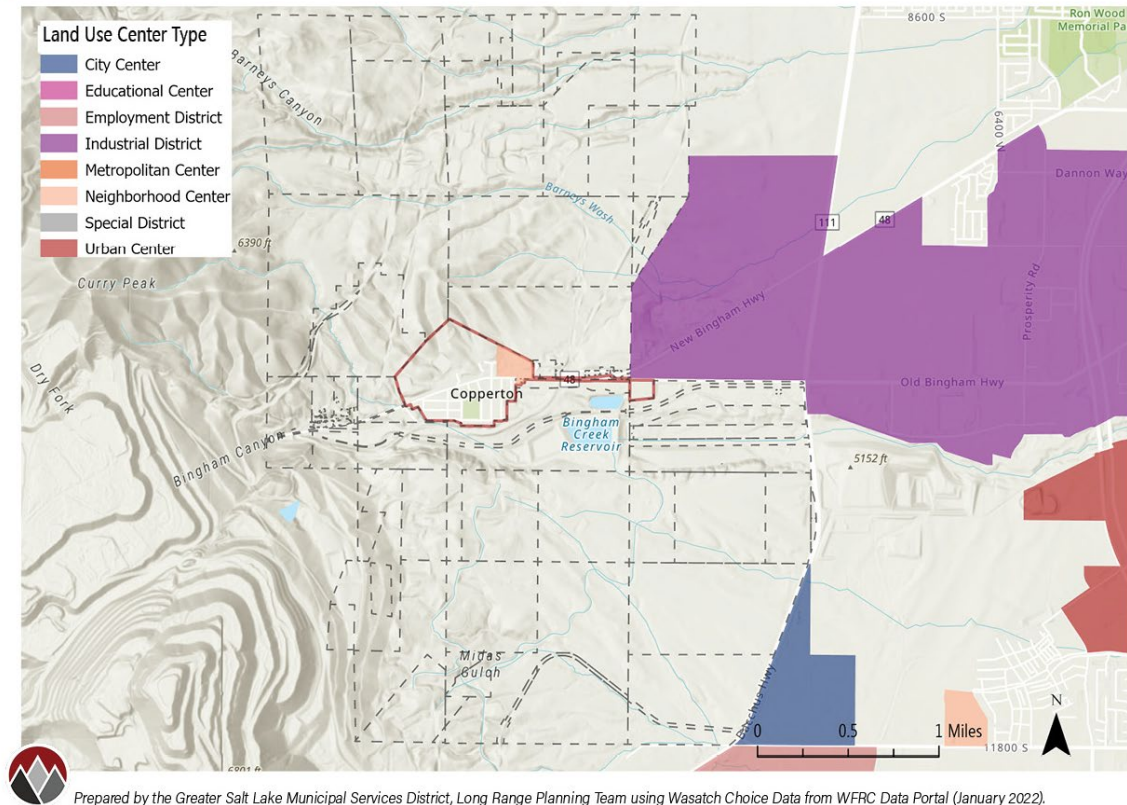 Land Use Center Type
City Center
Educational Center
Employment District
Industrial District
Metropolitan Center
Neighborhood Center
Special District
Urban Center
8600 S
Ron Wood
Memorial Pa
Barneys Canyon
6400 W
Dannon Way
Barneys Wash
111
48
6390 ft
Curry Peak
Prosperity Rd
New Bingham Hwy
Dry Fork
48
Old Bingham Hwy
Copperton
Bingham
Creek
Reservoir
Bingham Canyon
5152 ft
Midas
Gulch
Bacchus Hwy
0 0.5 1 Miles
N
11800 S
6801 ft
Prepared by the Greater Salt Lake Municipal Services District, Long Range Planning Team using Wasatch Choice Data from WFRC Data Portal (January 2022).